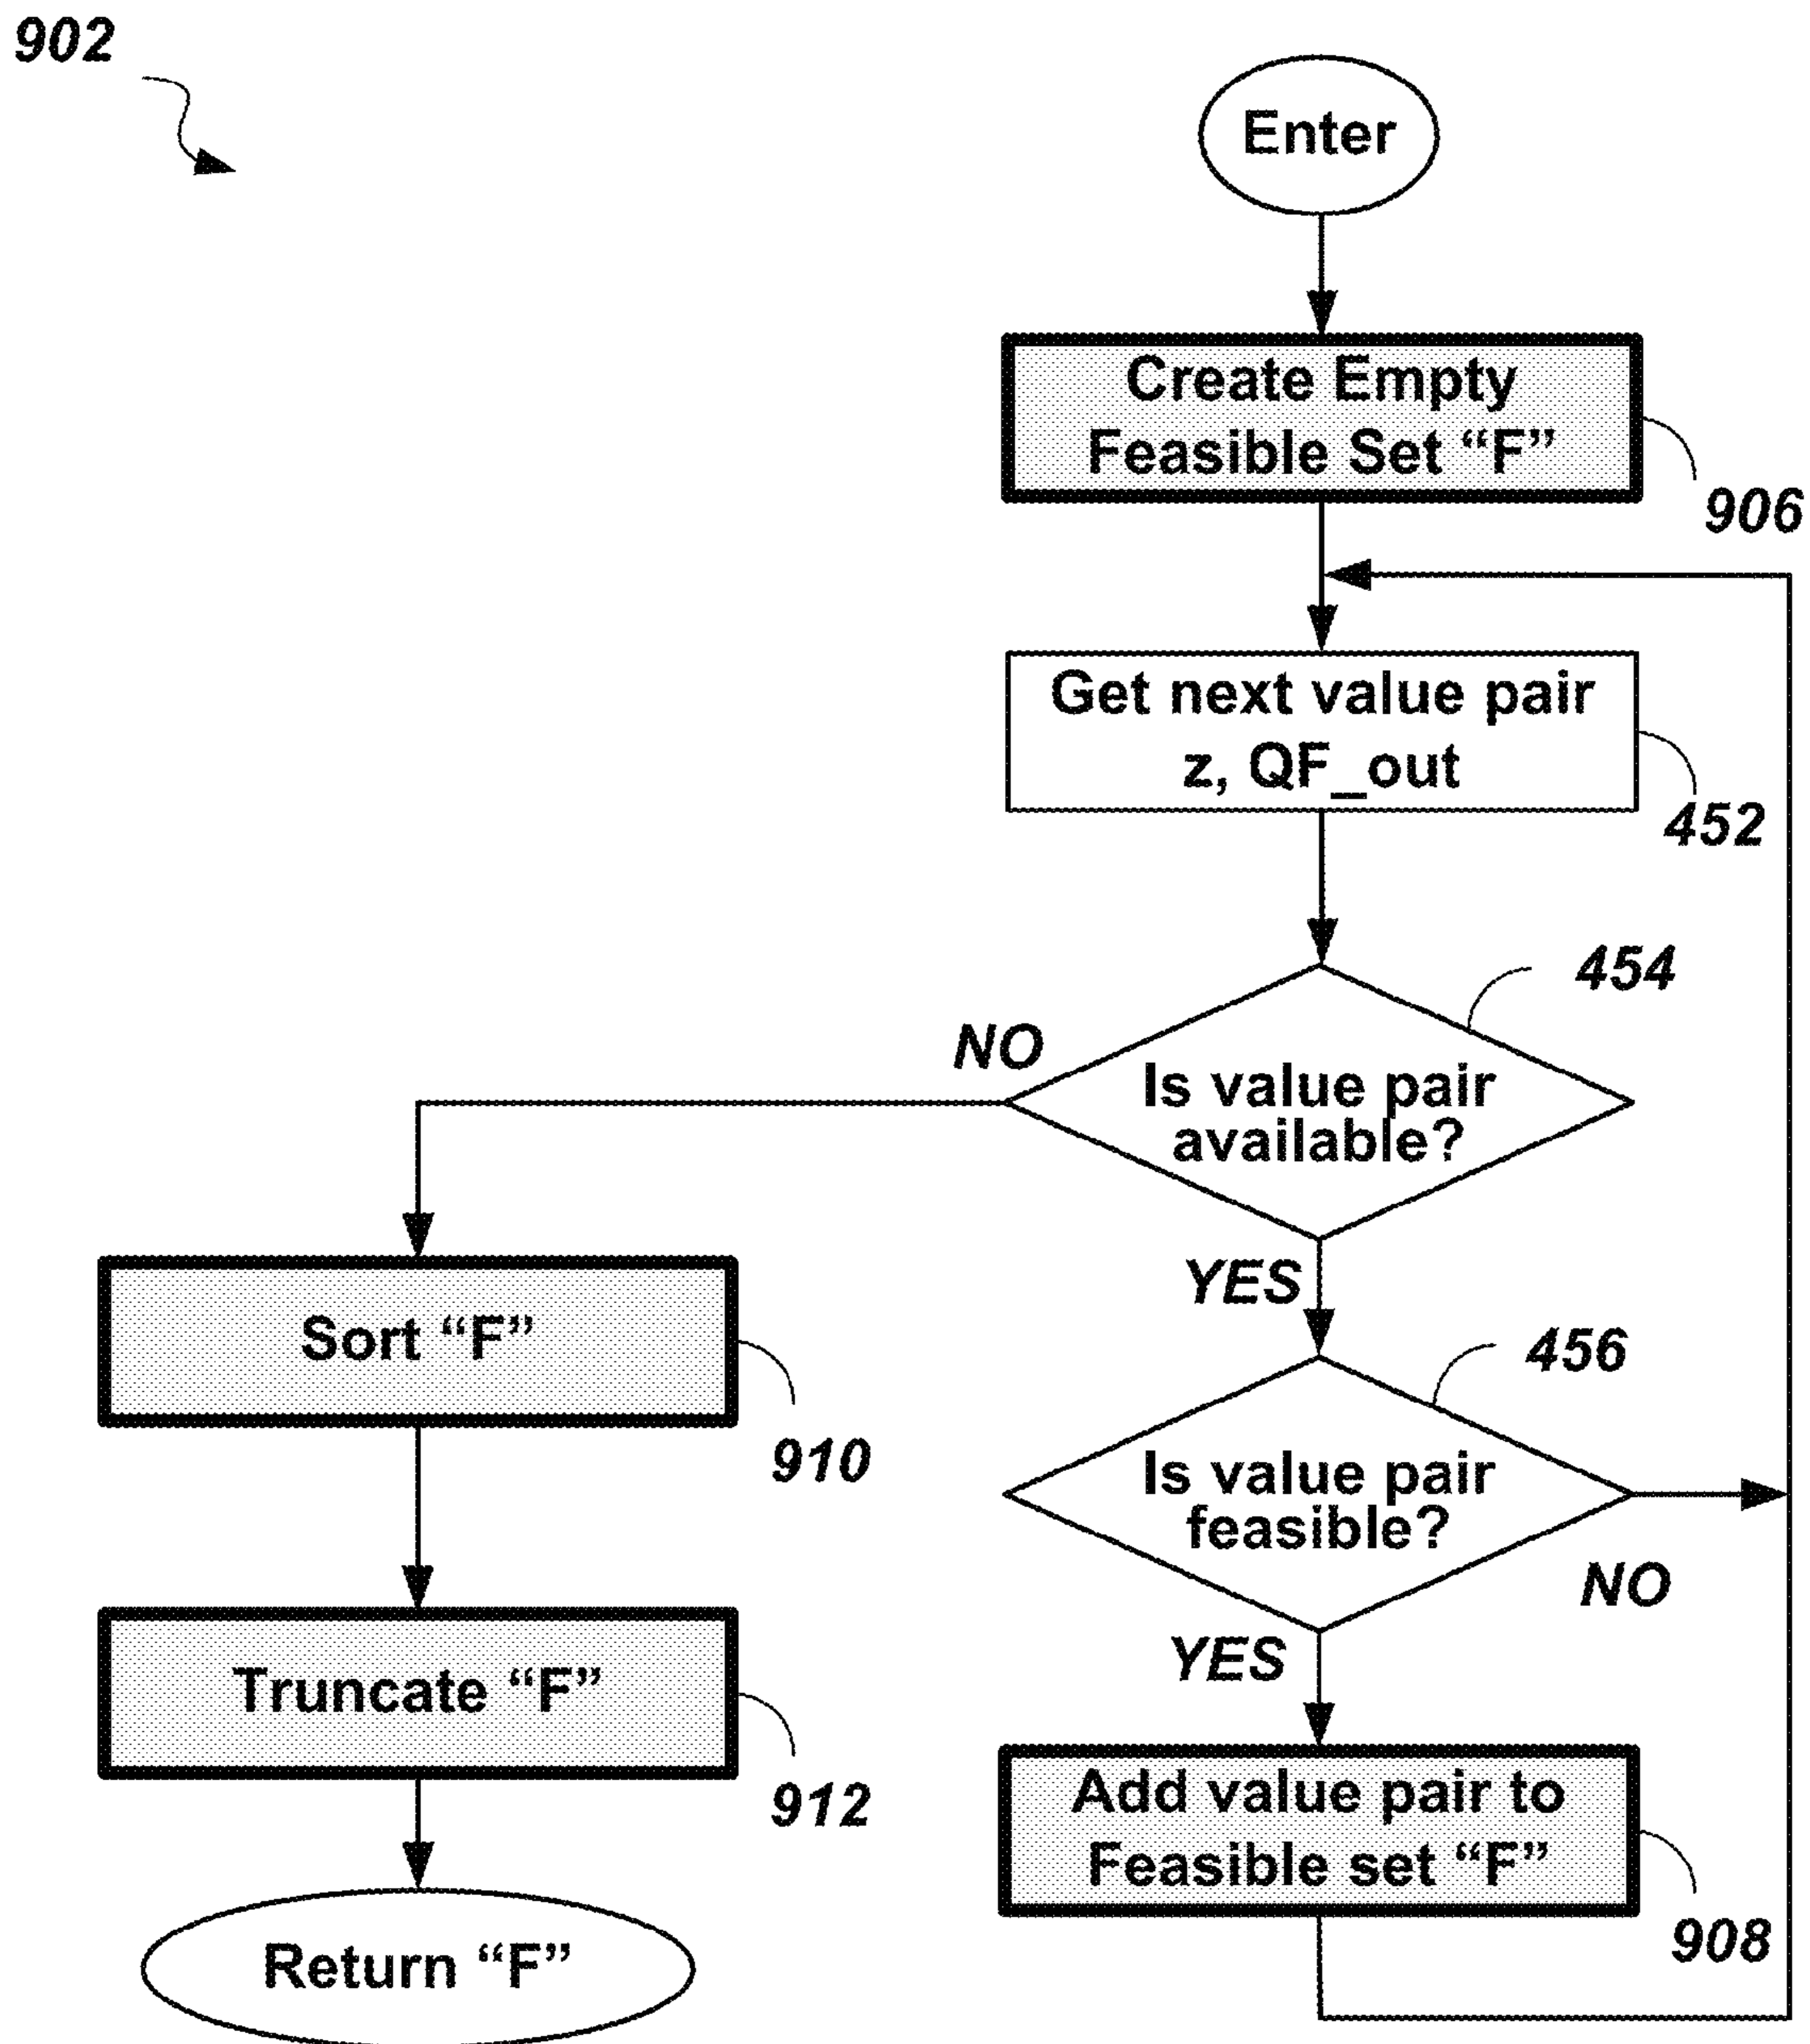 902
Enter
Create Empty
Feasible Set “F”
906
Get next value pair
z, QF_out
452
454
NO
Is value pair
available?
YES
Sort “F”
910
456
Is value pair
feasible?
NO
YES
Truncate “F”
912
Add value pair to
Feasible set “F”
908
Return “F”